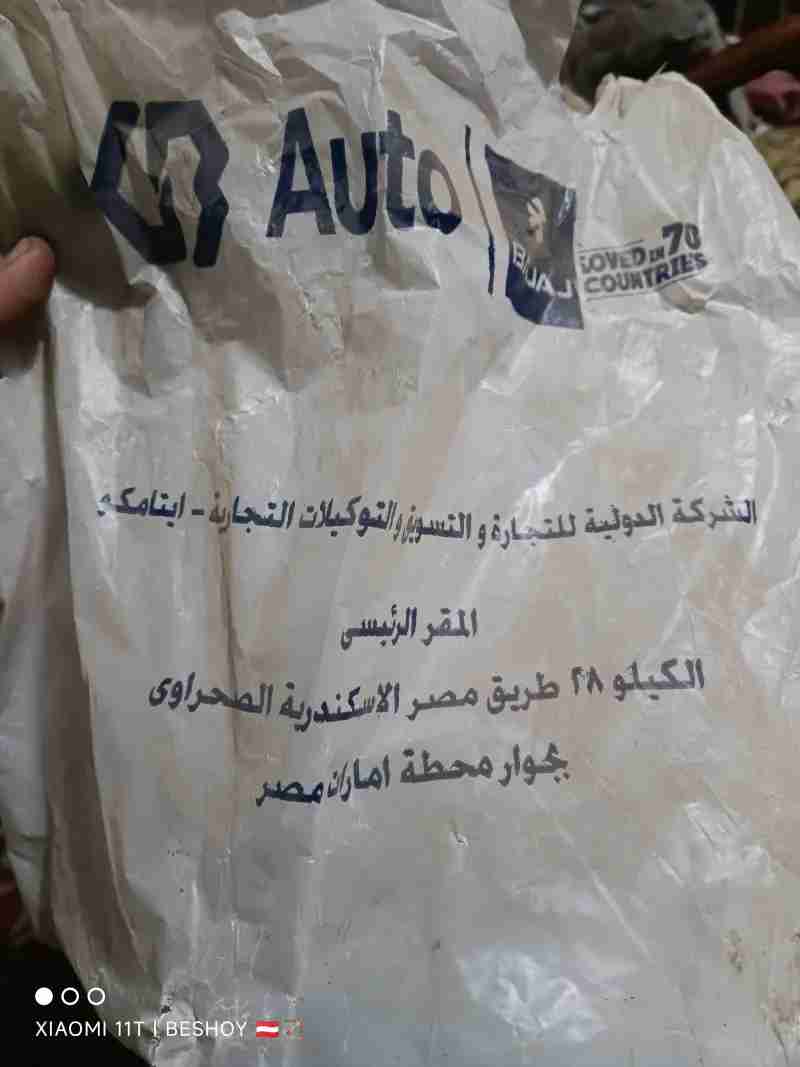 Auto
BAJAJ
LOVED IN 70
COUNTRIES
الشركة الدولية للتجارة و التسويق والتوكيلات التجارية - ايتامكو
المقر الرئيسى
الكيلو ٢٨ طريق مصر الاسكندرية الصحراوى
بجوار محطة امارات مصر
XIAOMI 11T | BESHOY